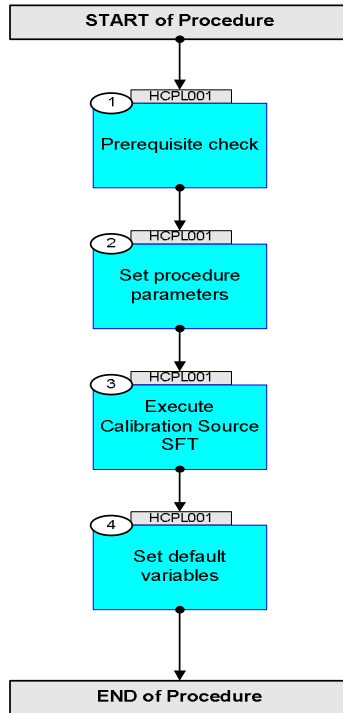 START of Procedure
HCPL001
1
Prerequisite check
HCPL001
2
Set procedure
parameters
HCPL001
3
Execute
Calibration Source
SFT
HCPL001
4
Set default
variables
END of Procedure